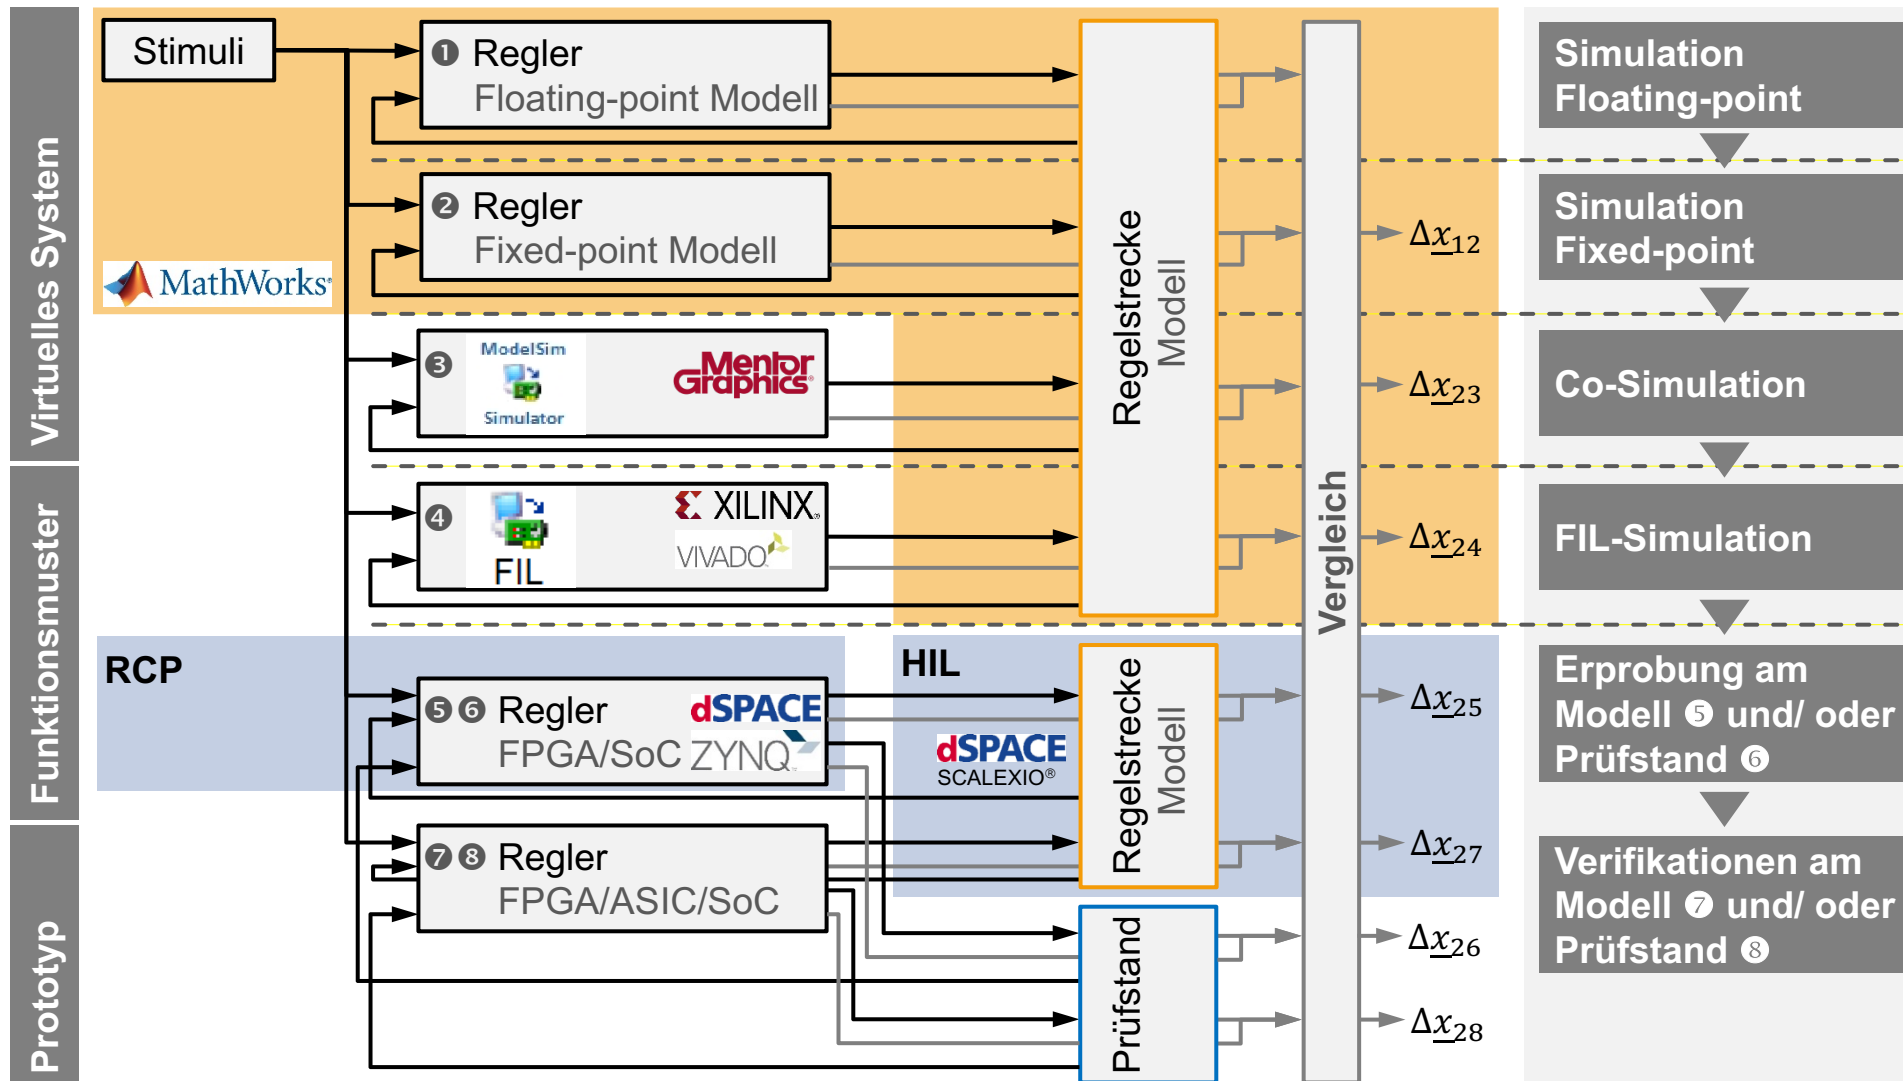 Virtuelles System
Funktionsmuster
Prototyp
Stimuli
MathWorks®
❶ Regler
Floating-point Modell
❷ Regler
Fixed-point Modell
❸
ModelSim
Simulator
Mentor
Graphics®
❹
FIL
XILINX®
VIVADO
RCP
❺ ❻ Regler
FPGA/SoC
dSPACE
ZYNQ
❼ ❽ Regler
FPGA/ASIC/SoC
HIL
dSPACE
SCALEXIO®
Regelstrecke
Modell
Regelstrecke
Modell
Prüfstand
Vergleich
Δx12
Δx23
Δx24
Δx25
Δx27
Δx26
Δx28
Simulation
Floating-point
Simulation
Fixed-point
Co-Simulation
FIL-Simulation
Erprobung am
Modell ❺ und/ oder
Prüfstand ❻
Verifikationen am
Modell ❼ und/ oder
Prüfstand ❽